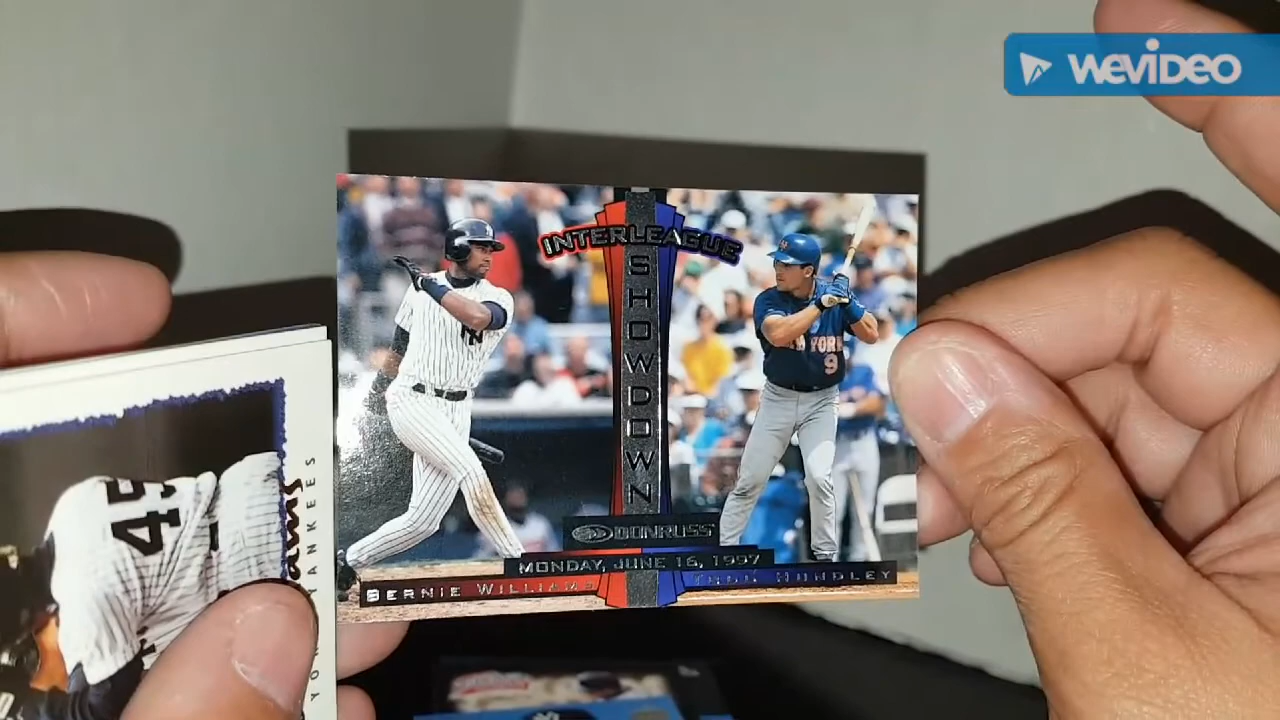 WEVIDEO
INTERLEAGUE
SHOWDOWN
NY
NEW YORK
9
DONRUSS
MONDAY, JUNE 16, 1997
BERNIE WILLIAMS
TODD HUNDLEY
45
YANKEES